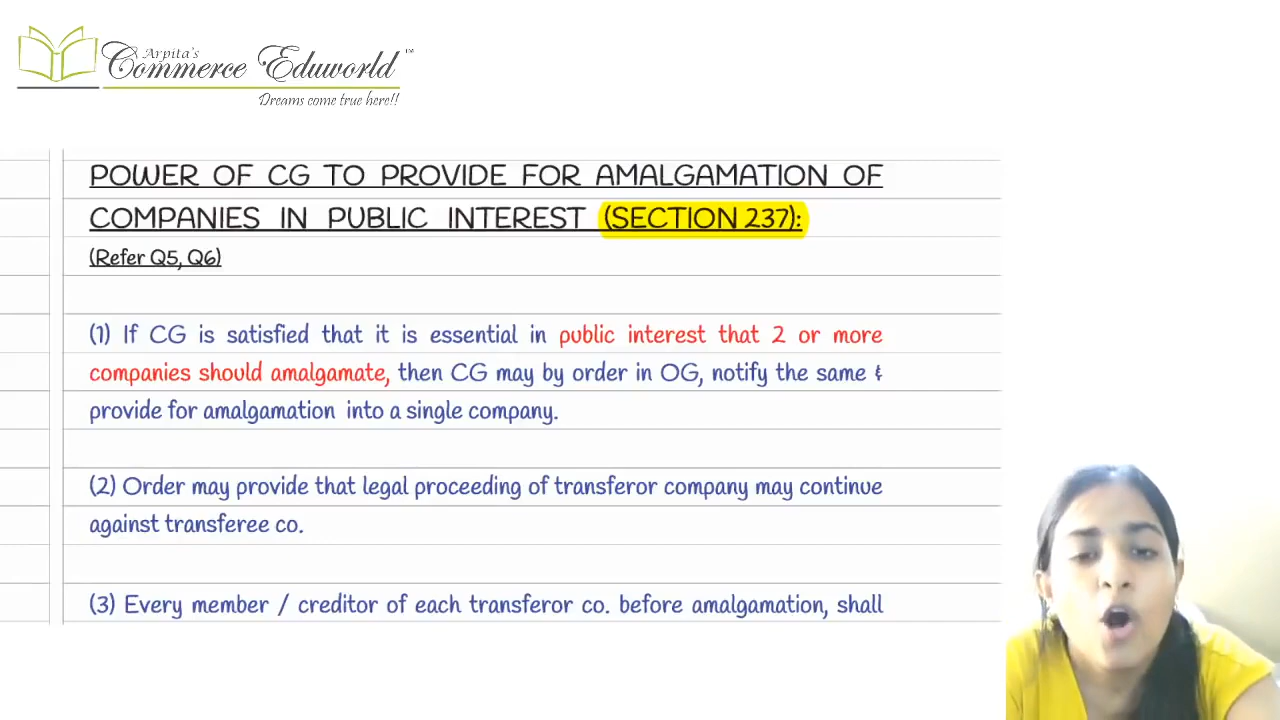 Arpita's
Commerce Eduworld™
Dreams come true here!!
POWER OF CG TO PROVIDE FOR AMALGAMATION OF
COMPANIES IN PUBLIC INTEREST (SECTION 237):
(Refer Q5, Q6)
(1) If CG is satisfied that it is essential in public interest that 2 or more
companies should amalgamate, then CG may by order in OG, notify the same &
provide for amalgamation into a single company.
(2) Order may provide that legal proceeding of transferor company may continue
against transferee co.
(3) Every member / creditor of each transferor co. before amalgamation, shall